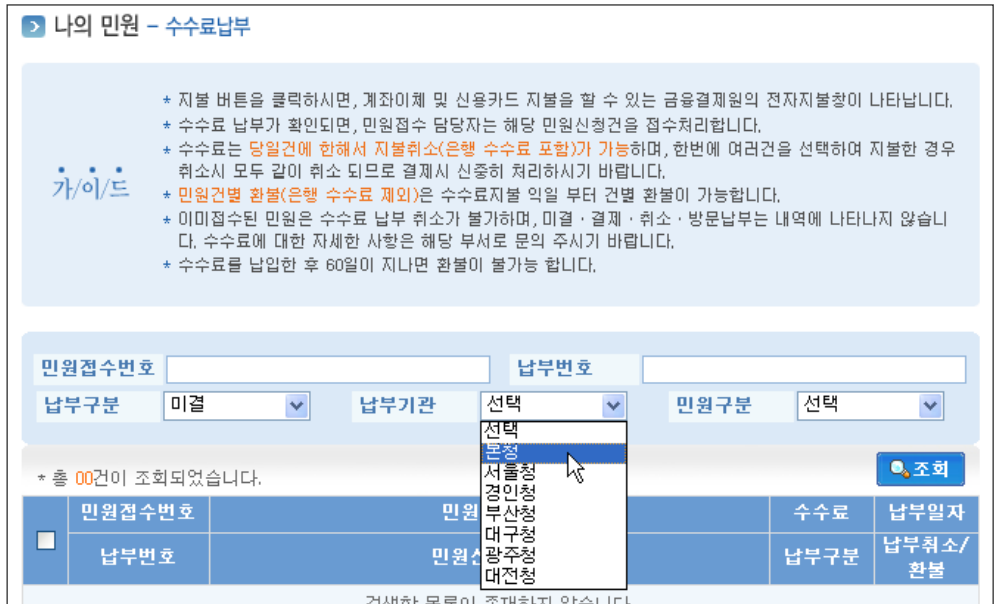 나의 민원 - 수수료납부
* 지불 버튼을 클릭하시면, 계좌이체 및 신용카드 지불을 할 수 있는 금융결제원의 전자지불창이 나타납니다.
* 수수료 납부가 확인되면, 민원접수 담당자는 해당 민원신청건을 접수처리합니다.
* 수수료는 당일건에 한해서 지불취소(은행 수수료 포함)가 가능하며, 한번에 여러건을 선택하여 지불한 경우
취소시 모두 같이 취소 되므로 결제시 신중히 처리하시기 바랍니다.
가/이/드
* 민원건별 환불(은행 수수료 제외)은 수수료지불 익일 부터 건별 환불이 가능합니다.
* 이미접수된 민원은 수수료 납부 취소가 불가하며, 미결 · 결제 · 취소 · 방문납부는 내역에 나타나지 않습니
다. 수수료에 대한 자세한 사항은 해당 부서로 문의 주시기 바랍니다.
* 수수료를 납입한 후 60일이 지나면 환불이 불가능 합니다.
민원접수번호 납부번호
납부구분 미결 납부기관 선택 민원구분 선택
선택
본청
서울청
경인청
부산청
대구청
광주청
대전청
* 총 00건이 조회되었습니다. 조회
민원접수번호 민원 수수료 납부일자
납부번호 민원 납부구분 납부취소/
환불